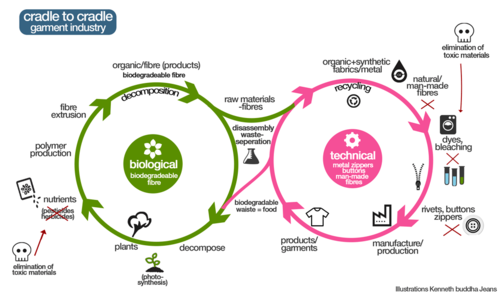 cradle to cradle
garment industry
organic/fibre (products)
biodegradeable fibre
decomposition
fibre
extrusion
polymer
production
nutrients
(pestisides
herbicides)
elimination of
toxic materials
plants
(photo-
synthesis)
decompose
biological
biodegradeable
fibre
raw materials
-fibres
disassembly
waste-
seperation
biodegradable
waste = food
organic+synthetic
fabrics/metal
recycling
technical
metal zippers
buttons
man-made
fibres
natural/
man-made
fibres
elimination of
toxic materials
dyes,
bleaching
rivets, buttons
zippers
manufacture/
production
products/
garments
Illustrations Kenneth buddha Jeans